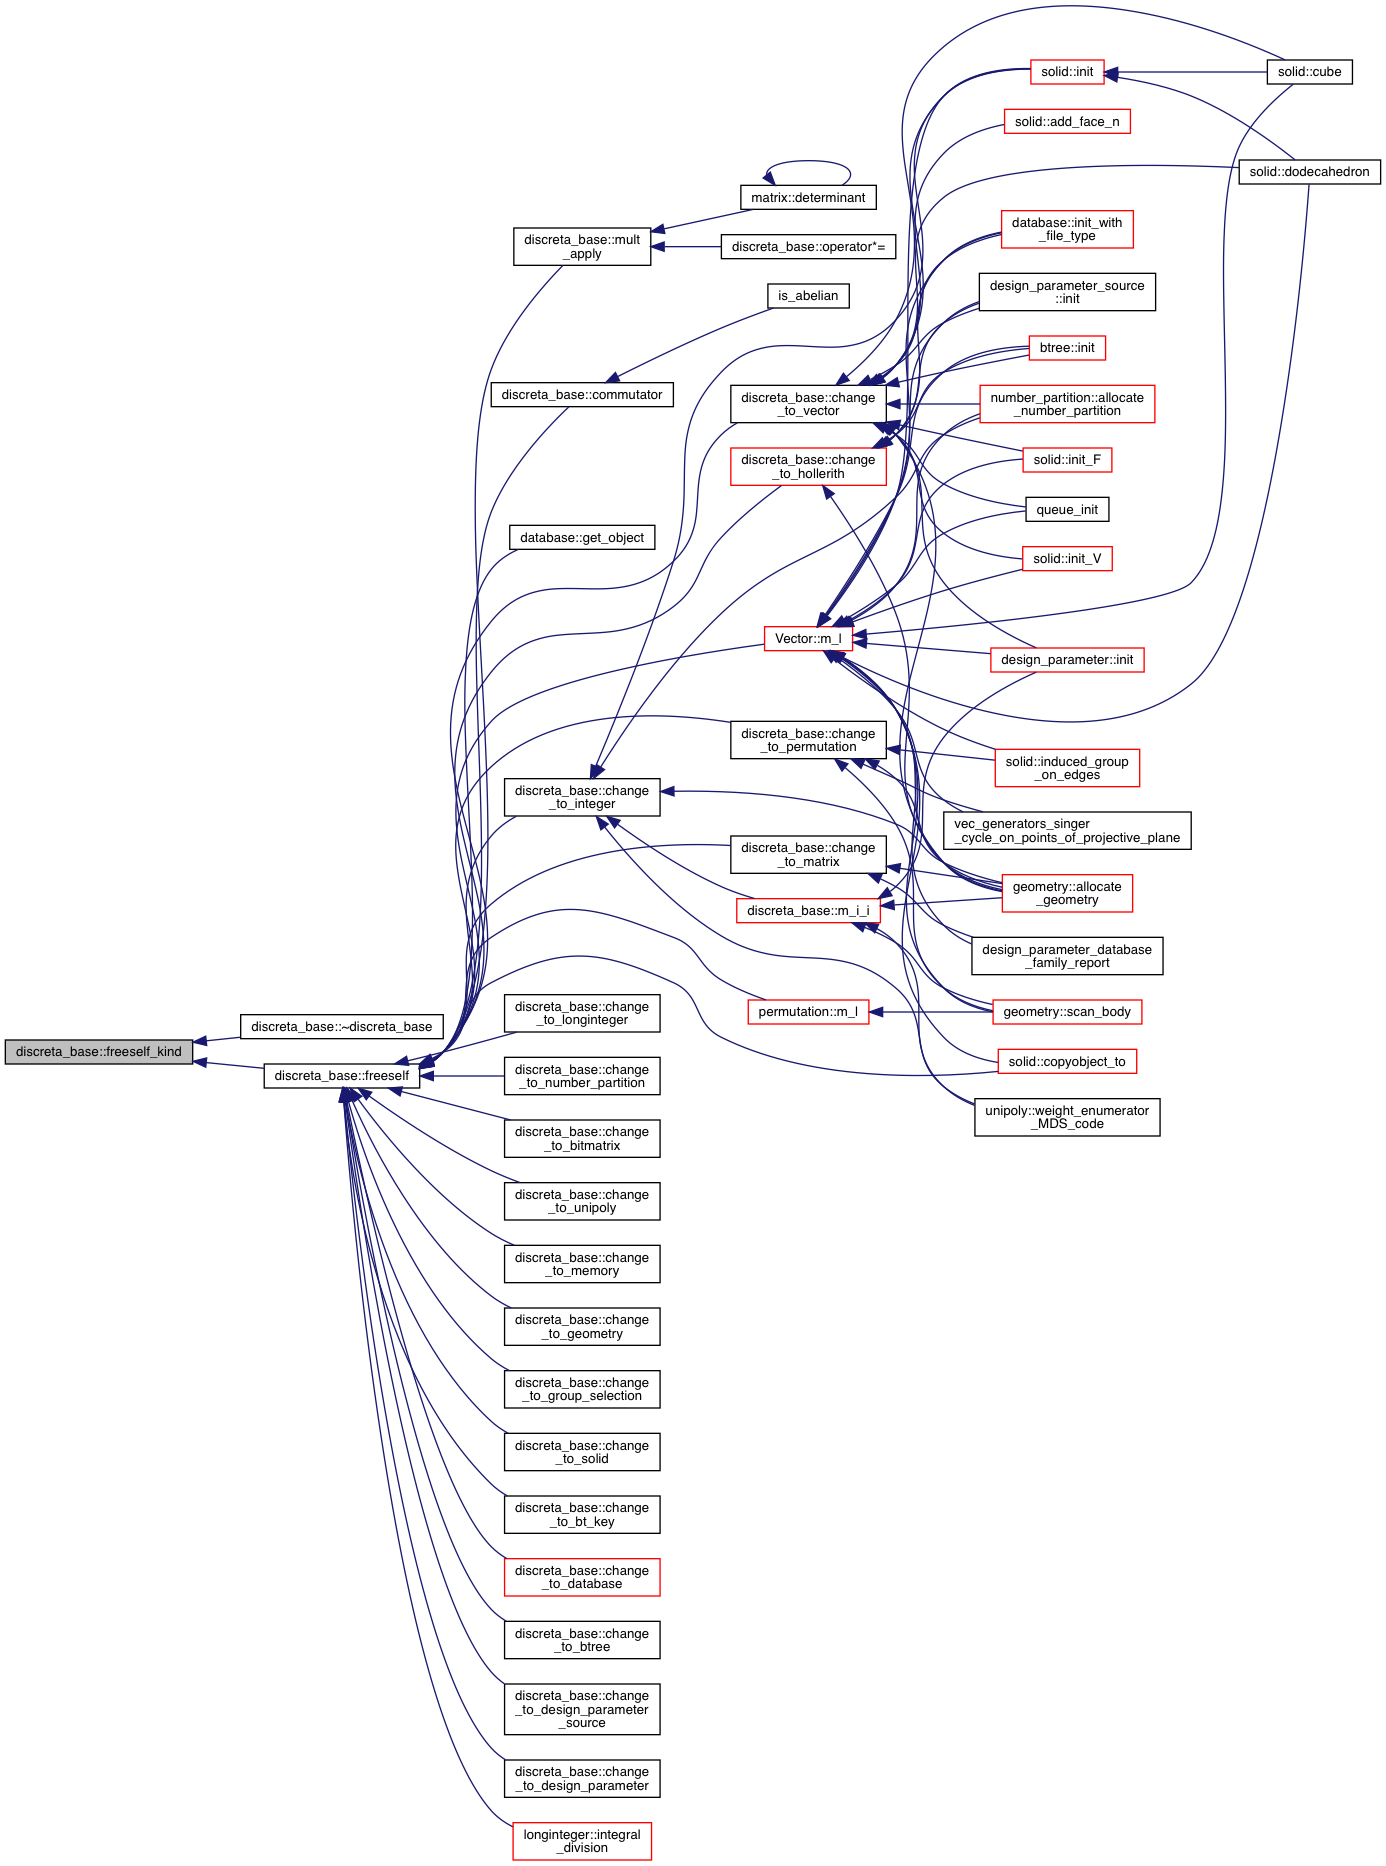 discreta_base::freeself_kind
discreta_base::~discreta_base
discreta_base::freeself
discreta_base::mult
_apply
matrix::determinant
discreta_base::operator*=
discreta_base::commutator
is_abelian
database::get_object
discreta_base::change
_to_vector
discreta_base::change
_to_hollerith
Vector::m_l
discreta_base::change
_to_permutation
discreta_base::change
_to_integer
discreta_base::change
_to_matrix
discreta_base::m_i_i
permutation::m_l
discreta_base::change
_to_longinteger
discreta_base::change
_to_number_partition
discreta_base::change
_to_bitmatrix
discreta_base::change
_to_unipoly
discreta_base::change
_to_memory
discreta_base::change
_to_geometry
discreta_base::change
_to_group_selection
discreta_base::change
_to_solid
discreta_base::change
_to_bt_key
discreta_base::change
_to_database
discreta_base::change
_to_btree
discreta_base::change
_to_design_parameter
_source
discreta_base::change
_to_design_parameter
longinteger::integral
_division
solid::init
solid::add_face_n
database::init_with
_file_type
design_parameter_source
::init
btree::init
number_partition::allocate
_number_partition
solid::init_F
queue_init
solid::init_V
design_parameter::init
solid::induced_group
_on_edges
vec_generators_singer
_cycle_on_points_of_projective_plane
geometry::allocate
_geometry
design_parameter_database
_family_report
geometry::scan_body
solid::copyobject_to
unipoly::weight_enumerator
_MDS_code
solid::cube
solid::dodecahedron